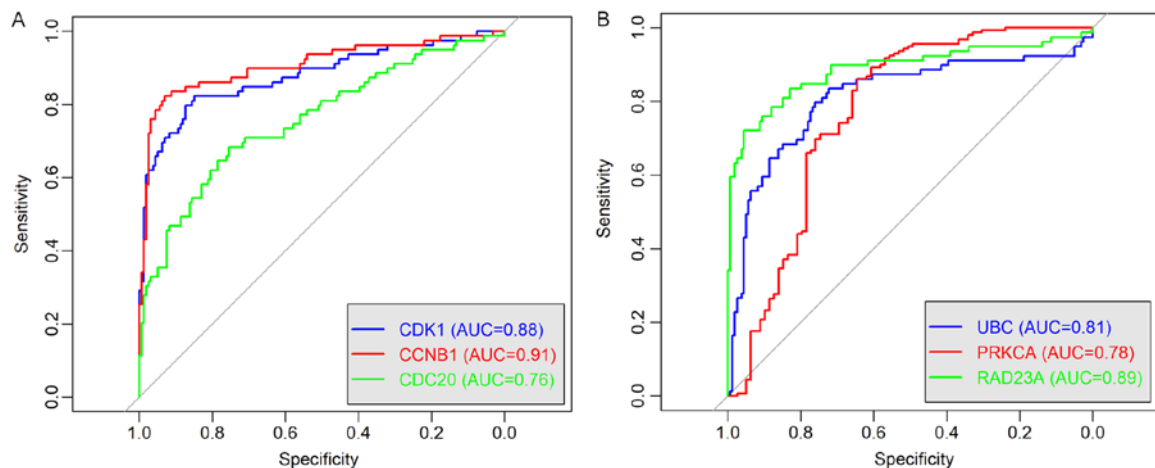 A
Sensitivity
1.0
0.8
0.6
0.4
0.2
0.0
CDK1 (AUC=0.88)
CCNB1 (AUC=0.91)
CDC20 (AUC=0.76)
1.0 0.8 0.6 0.4 0.2 0.0
Specificity
B
Sensitivity
1.0
0.8
0.6
0.4
0.2
0.0
UBC (AUC=0.81)
PRKCA (AUC=0.78)
RAD23A (AUC=0.89)
1.0 0.8 0.6 0.4 0.2 0.0
Specificity